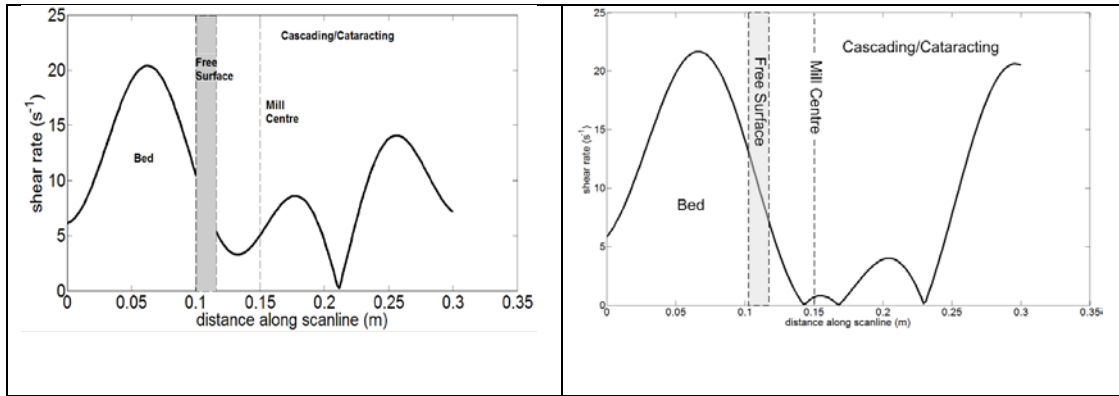 25
20
15
10
5
0
shear rate (s⁻¹)
Cascading/Cataracting
Free
Surface
Mill
Centre
Bed
0 0.05 0.1 0.15 0.2 0.25 0.3 0.35
distance along scanline (m)
25
20
15
10
5
0
shear rate (s⁻¹)
Cascading/Cataracting
Free Surface
Mill Centre
Bed
0 0.05 0.1 0.15 0.2 0.25 0.3 0.35
distance along scanline (m)